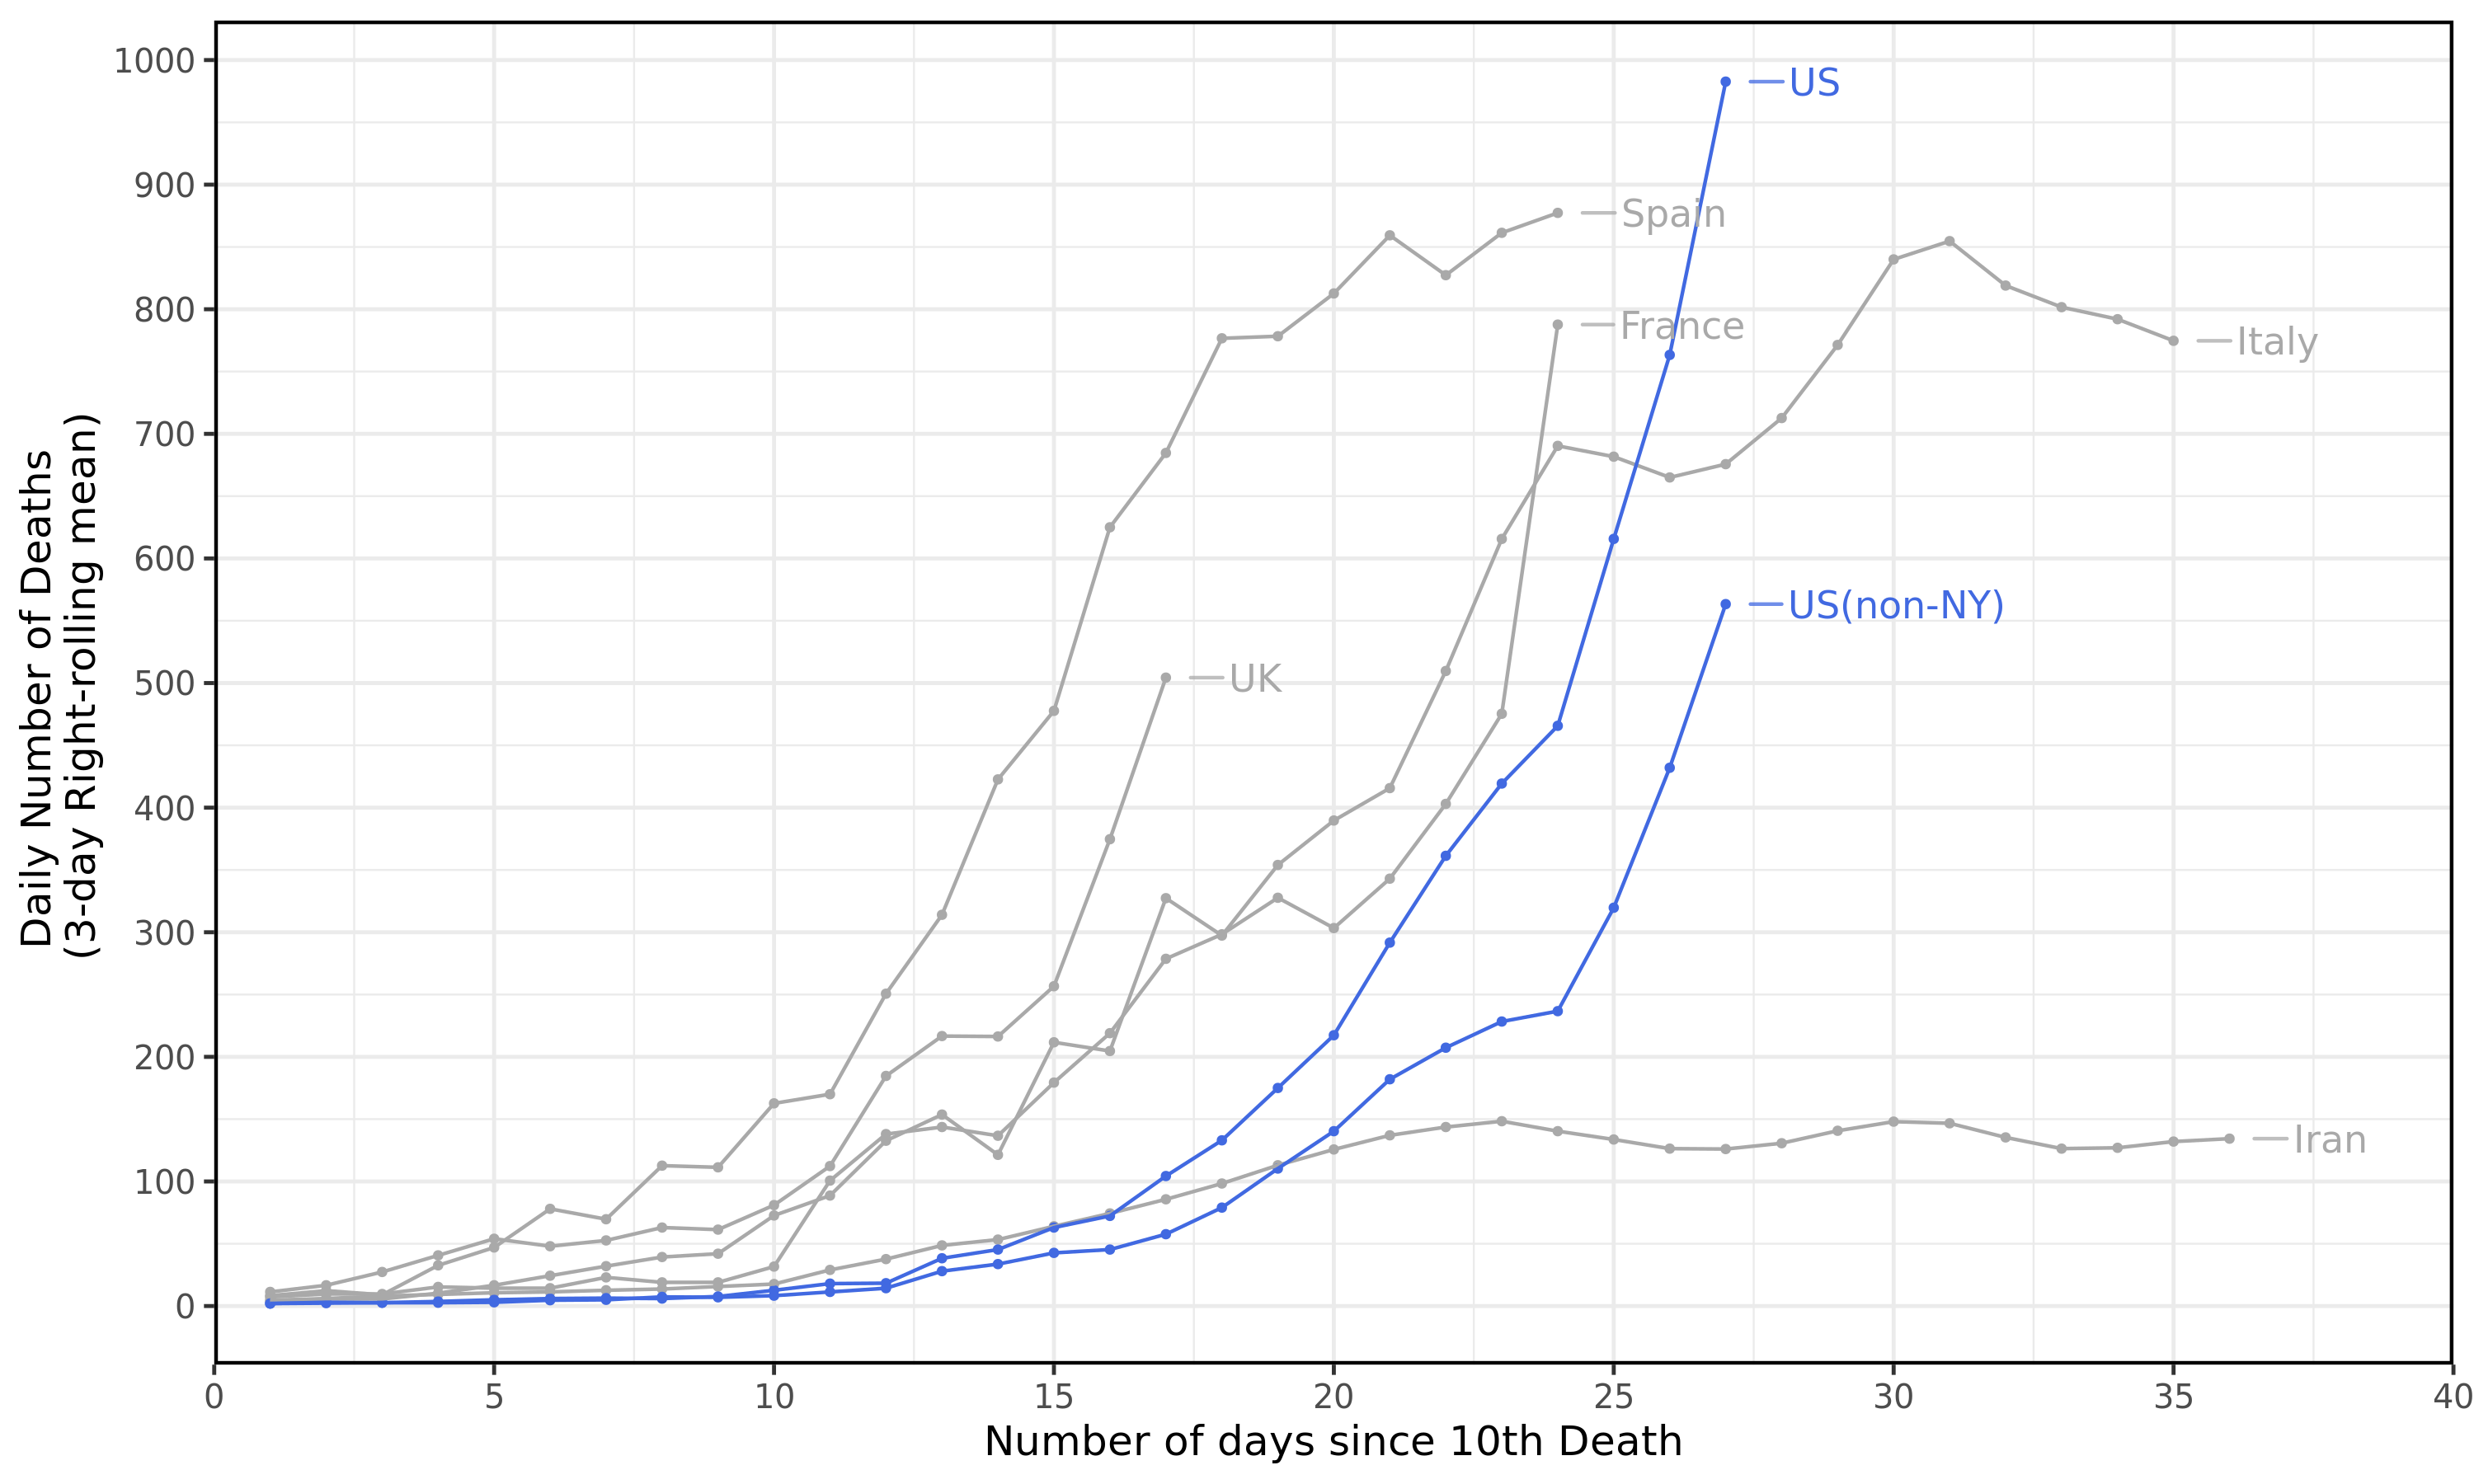 Daily Number of Deaths
(3-day Right-rolling mean)
1000
900
800
700
600
500
400
300
200
100
0
US
Spain
France
Italy
US(non-NY)
UK
Iran
0 5 10 15 20 25 30 35 40
Number of days since 10th Death